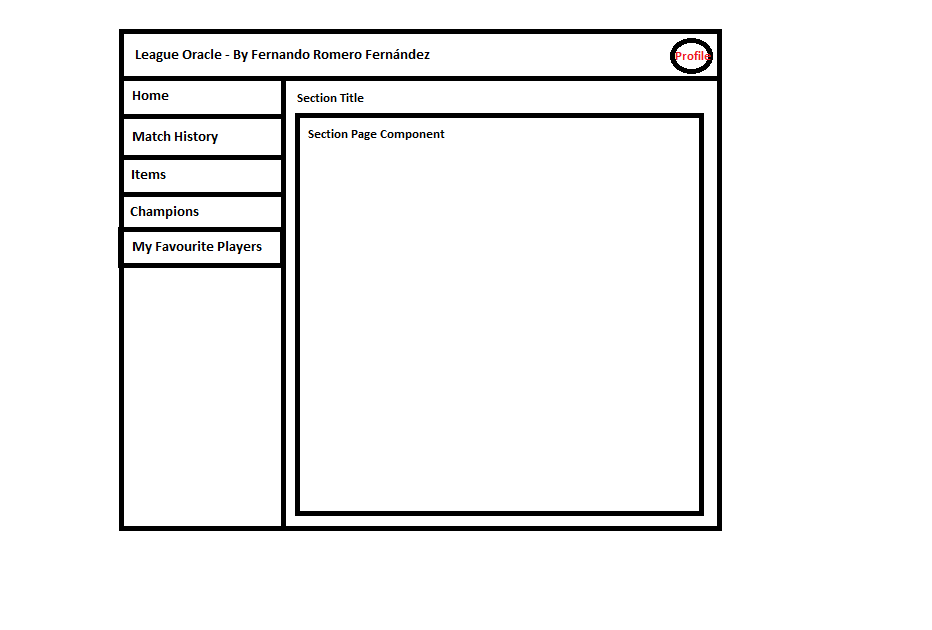 League Oracle - By Fernando Romero Fernández
Profile
Home
Match History
Items
Champions
My Favourite Players
Section Title
Section Page Component